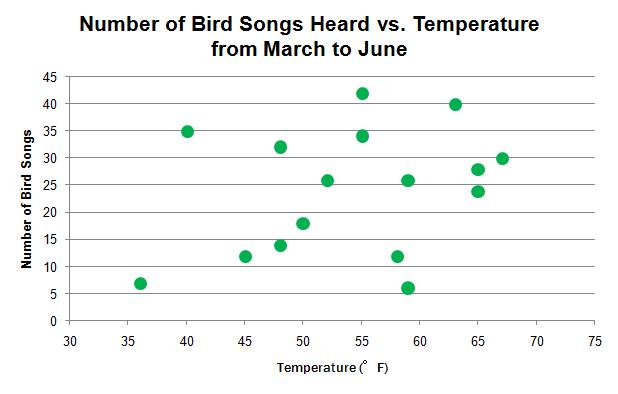 Number of Bird Songs Heard vs. Temperature
from March to June
Number of Bird Songs
45
40
35
30
25
20
15
10
5
0
30 35 40 45 50 55 60 65 70 75
Temperature (° F)